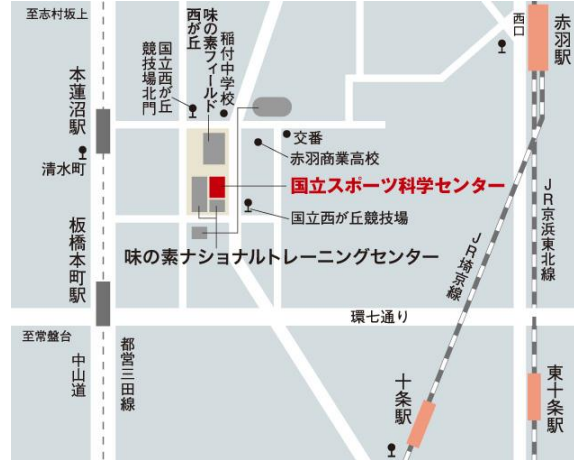 至志村坂上
本蓮沼駅
清水町
板橋本町駅
至常盤台
中山道
都営三田線
国立西が丘
競技場北門
味の素フィールド
西が丘
稲付中学校
交番
赤羽商業高校
国立スポーツ科学センター
国立西が丘競技場
味の素ナショナルトレーニングセンター
環七通り
西口
赤羽駅
JR京浜東北線
JR埼京線
十条駅
東十条駅